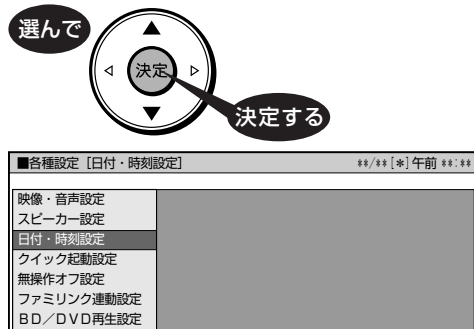 選んで
決定
決定する
■各種設定［日付・時刻設定］ **/**[*]午前 **:**
映像・音声設定
スピーカー設定
日付・時刻設定
クイック起動設定
無操作オフ設定
ファミリンク連動設定
ＢＤ／ＤＶＤ再生設定